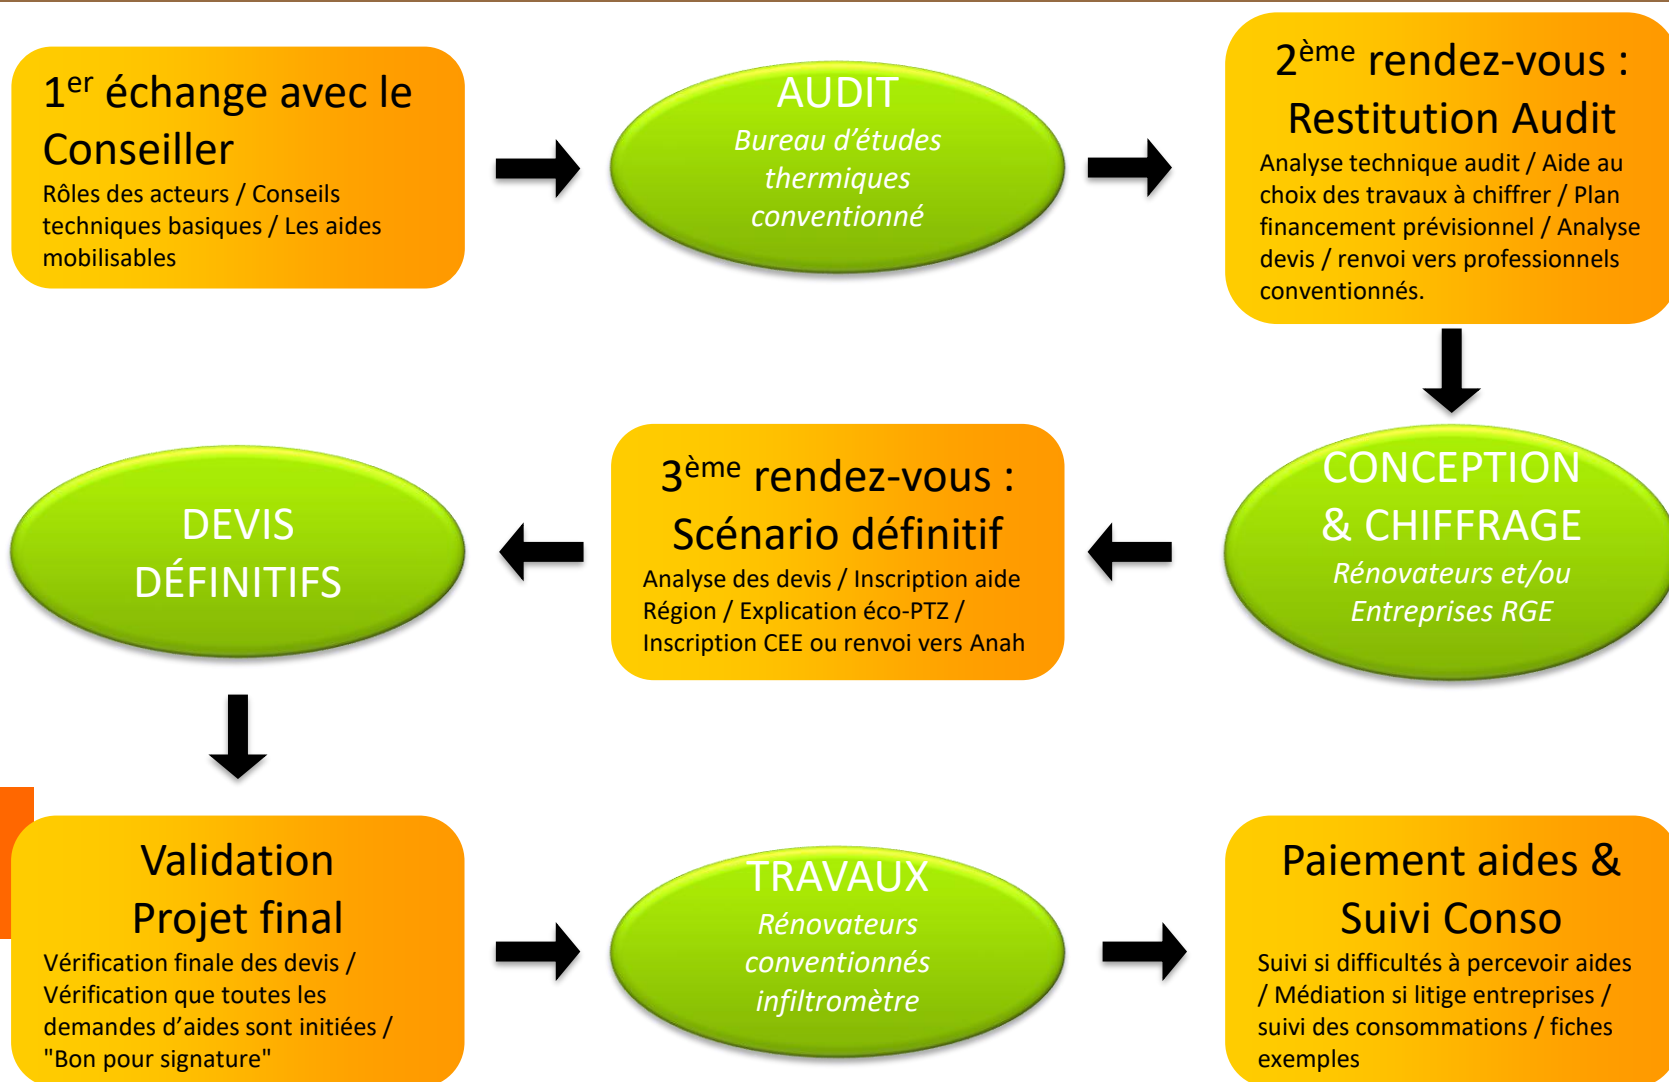 1er échange avec le
Conseiller
Rôles des acteurs / Conseils
techniques basiques / Les aides
mobilisables
AUDIT
Bureau d'études
thermiques
conventionné
2ème rendez-vous :
Restitution Audit
Analyse technique audit / Aide au
choix des travaux à chiffrer / Plan
financement prévisionnel / Analyse
devis / renvoi vers professionnels
conventionnés.
CONCEPTION
& CHIFFRAGE
Rénovateurs et/ou
Entreprises RGE
3ème rendez-vous :
Scénario définitif
Analyse des devis / Inscription aide
Région / Explication éco-PTZ /
Inscription CEE ou renvoi vers Anah
DEVIS
DÉFINITIFS
Validation
Projet final
Vérification finale des devis /
Vérification que toutes les
demandes d'aides sont initiées /
"Bon pour signature"
TRAVAUX
Rénovateurs
conventionnés
infiltromètre
Paiement aides &
Suivi Conso
Suivi si difficultés à percevoir aides
/ Médiation si litige entreprises /
suivi des consommations / fiches
exemples